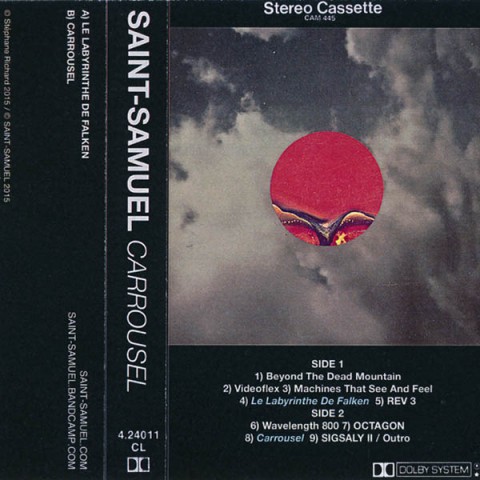 © Stéphane Richard 2015 / © SAINT-SAMUEL 2015
A) LE LABYRINTHE DE FALKEN
B) CARROUSEL
SAINT-SAMUEL.COM
SAINT-SAMUEL.BANDCAMP.COM
SAINT-SAMUEL CARROUSEL
4.24011
CL
Stereo Cassette
CAM 445
SIDE 1
1) Beyond The Dead Mountain
2) Videoflex 3) Machines That See And Feel
4) Le Labyrinthe De Falken 5) REV 3
SIDE 2
6) Wavelength 800 7) OCTAGON
8) Carrousel 9) SIGSALY II / Outro
DOLBY SYSTEM